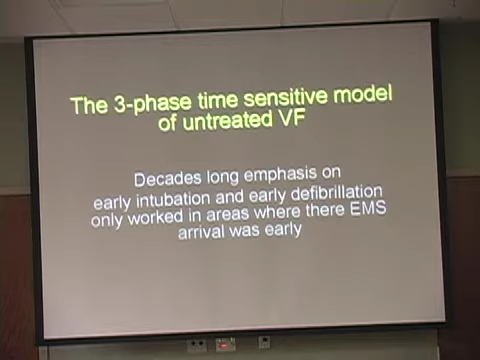 The 3-phase time sensitive model
of untreated VF
Decades long emphasis on
early intubation and early defibrillation
only worked in areas where there EMS
arrival was early